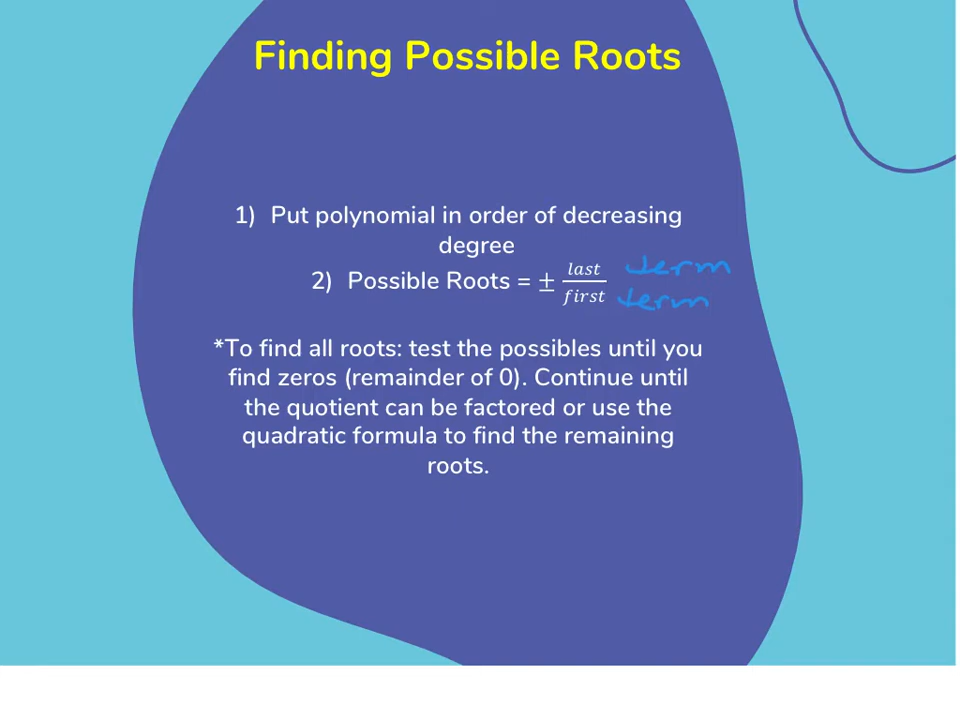 Finding Possible Roots
1) Put polynomial in order of decreasing
degree
2) Possible Roots = ± last/first term term
*To find all roots: test the possibles until you
find zeros (remainder of 0). Continue until
the quotient can be factored or use the
quadratic formula to find the remaining
roots.